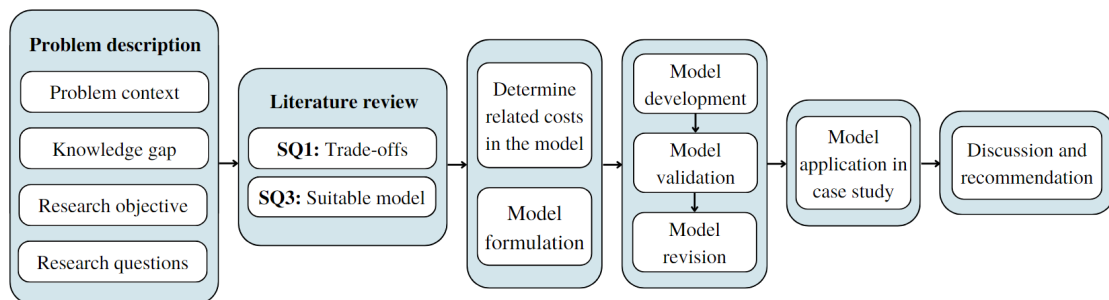 Problem description
Problem context
Knowledge gap
Research objective
Research questions
Literature review
SQ1: Trade-offs
SQ3: Suitable model
Determine
related costs
in the model
Model
formulation
Model
development
Model
validation
Model
revision
Model
application in
case study
Discussion and
recommendation